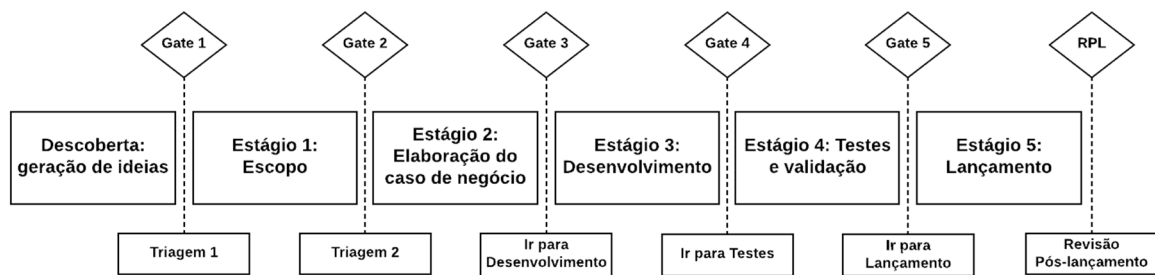 Gate 1
Gate 2
Gate 3
Gate 4
Gate 5
RPL
Descoberta:
geração de ideias
Estágio 1:
Escopo
Estágio 2:
Elaboração do
caso de negócio
Estágio 3:
Desenvolvimento
Estágio 4: Testes
e validação
Estágio 5:
Lançamento
Triagem 1
Triagem 2
Ir para
Desenvolvimento
Ir para Testes
Ir para
Lançamento
Revisão
Pós-lançamento